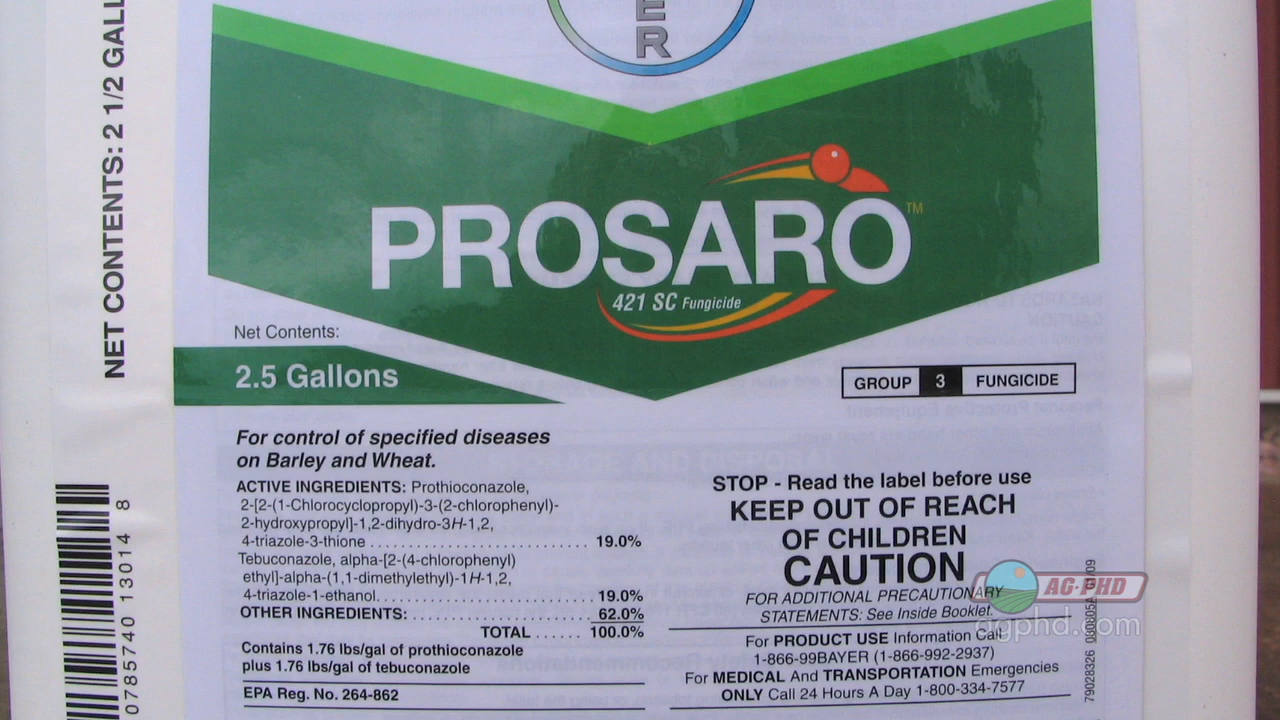 ER
NET CONTENTS: 2 1/2 GALL
PROSARO™
421 SC Fungicide
Net Contents:
2.5 Gallons
GROUP 3 FUNGICIDE
For control of specified diseases
on Barley and Wheat.
ACTIVE INGREDIENTS: Prothioconazole,
2-[2-(1-Chlorocyclopropyl)-3-(2-chlorophenyl)-
2-hydroxypropyl]-1,2-dihydro-3H-1,2,
4-triazole-3-thione .............................. 19.0%
Tebuconazole, alpha-[2-(4-chlorophenyl)
ethyl]-alpha-(1,1-dimethylethyl)-1H-1,2,
4-triazole-1-ethanol .............................. 19.0%
OTHER INGREDIENTS: .............................. 62.0%
TOTAL ...... 100.0%
Contains 1.76 lbs/gal of prothioconazole
plus 1.76 lbs/gal of tebuconazole
EPA Reg. No. 264-862
STOP - Read the label before use
KEEP OUT OF REACH
OF CHILDREN
CAUTION
FOR ADDITIONAL PRECAUTIONARY
STATEMENTS: See Inside Booklet.
For PRODUCT USE Information Call
1-866-99BAYER (1-866-992-2937)
For MEDICAL And TRANSPORTATION Emergencies
ONLY Call 24 Hours A Day 1-800-334-7577
AG-PHD
agphd.com
0785740 13014 8